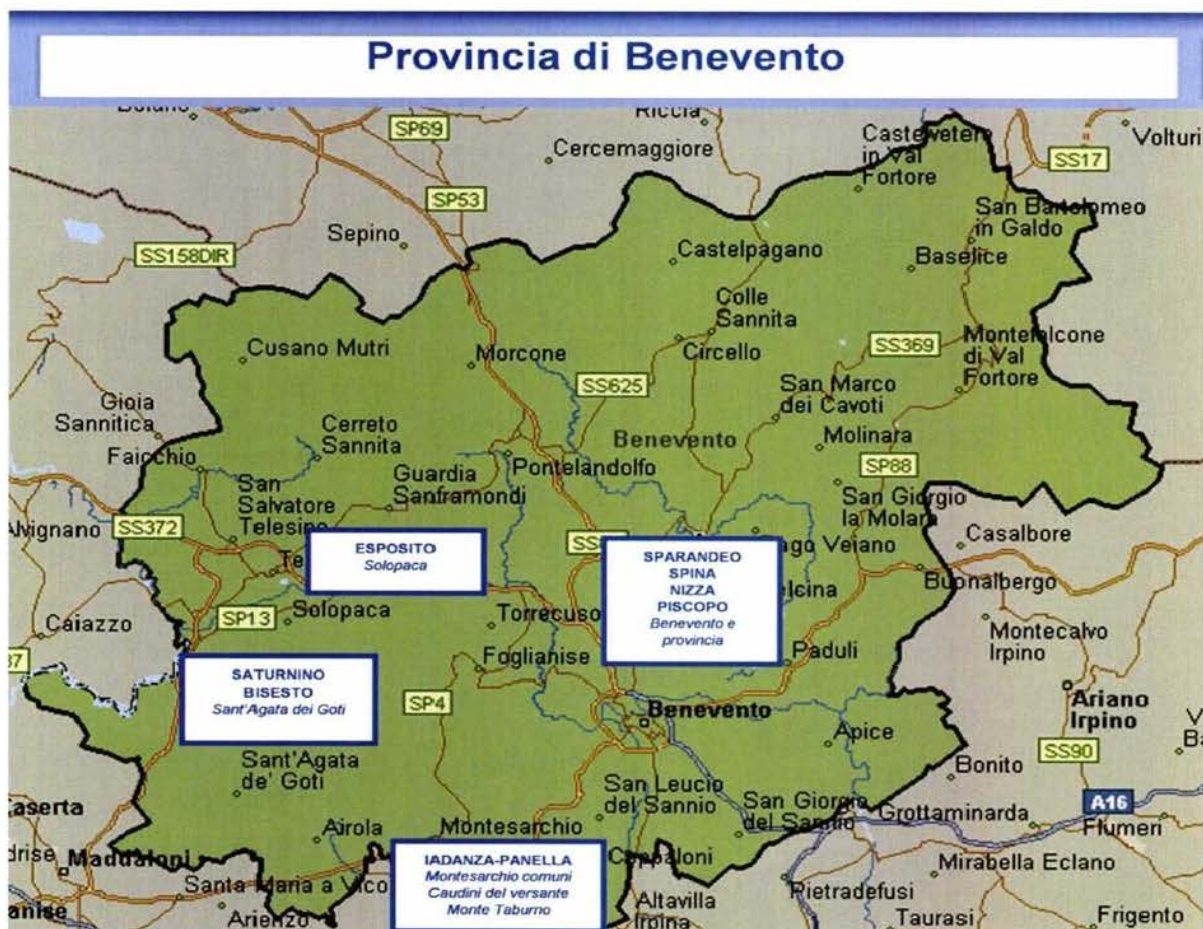 Provincia di Benevento
Riccia
SP69
Cercemaggiore
Castelvetere
in Val
Fortore
SS17
SP53
San Bartolomeo
in Galdo
Sepino
SS158DIR
Castelpagano
Baselice
Colle
Sannita
Cusano Mutri
Morcone
Circello
SS369
Montefalcone
di Val
Fortore
SS625
San Marco
dei Cavoti
Gioia
Sannitica
Cerreto
Sannita
Benevento
Molinara
Faicchio
Guardia
Sanframondi
Pontelandolfo
SP88
San
Salvatore
Telesino
San Giorgio
la Molara
SS372
Casalbore
ESPOSITO
Solopaca
SPARANDEO
SPINA
NIZZA
PISCOPO
Benevento e
provincia
Buonalbergo
Solopaca
SP13
Torrecuso
Caiazzo
Montecalvo
Irpino
Foglianise
Paduli
SATURNINO
BISESTO
Sant'Agata dei Goti
SP4
Ariano
Irpino
Benevento
Apice
SS90
Sant'Agata
de' Goti
Bonito
San Leucio
del Sannio
San Giorgio
del Sannio
A16
Grottaminarda
Flumeri
Airola
Montesarchio
Maddaloni
IADANZA-PANELLA
Montesarchio comuni
Caudini del versante
Monte Taburno
Mirabella Eclano
Santa Maria a Vico
Pietradefusi
Arienzo
Altavilla
Irpina
Taurasi
Frigento